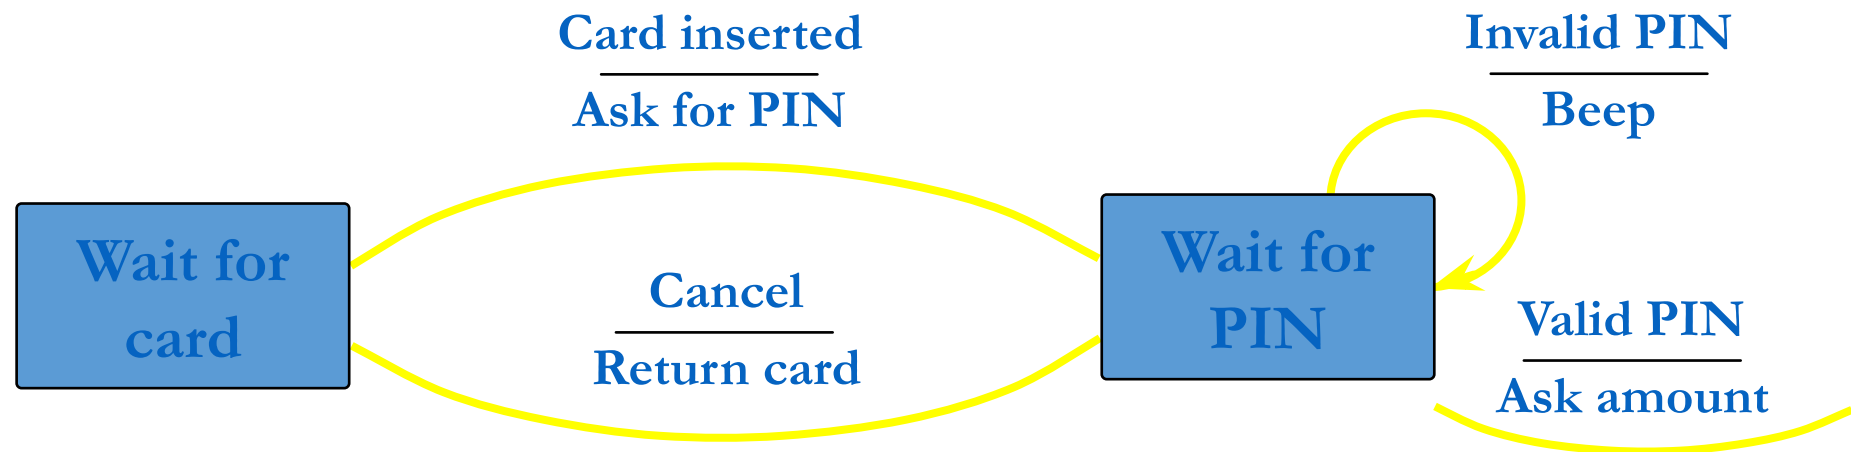 Card inserted
Ask for PIN
Invalid PIN
Beep
Wait for
card
Wait for
PIN
Cancel
Return card
Valid PIN
Ask amount